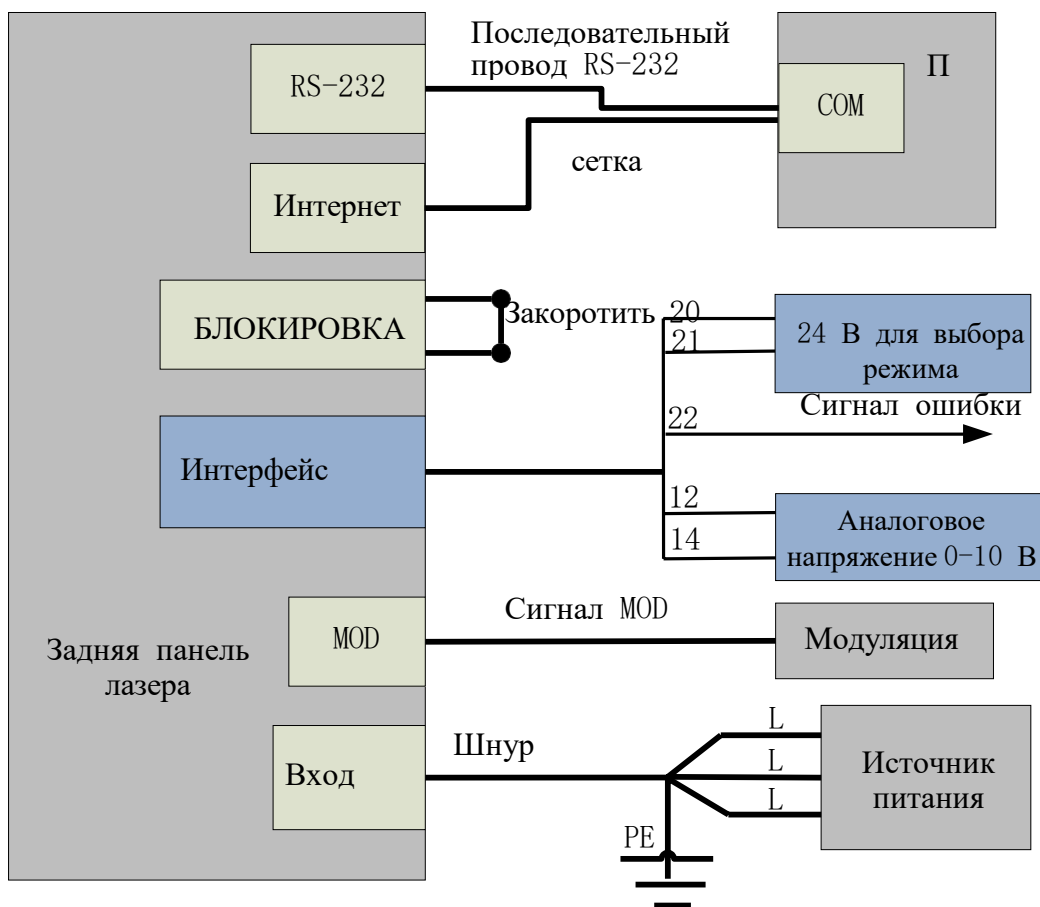 Последовательный
провод RS-232
RS-232
П
COM
сетка
Интернет
БЛОКИРОВКА
Закоротить
20
21
24 В для выбора
режима
Сигнал ошибки
22
Интерфейс
12
14
Аналоговое
напряжение 0-10 В
Сигнал MOD
MOD
Модуляция
Задняя панель
лазера
Шнур
Вход
L
L
L
Источник
питания
PE